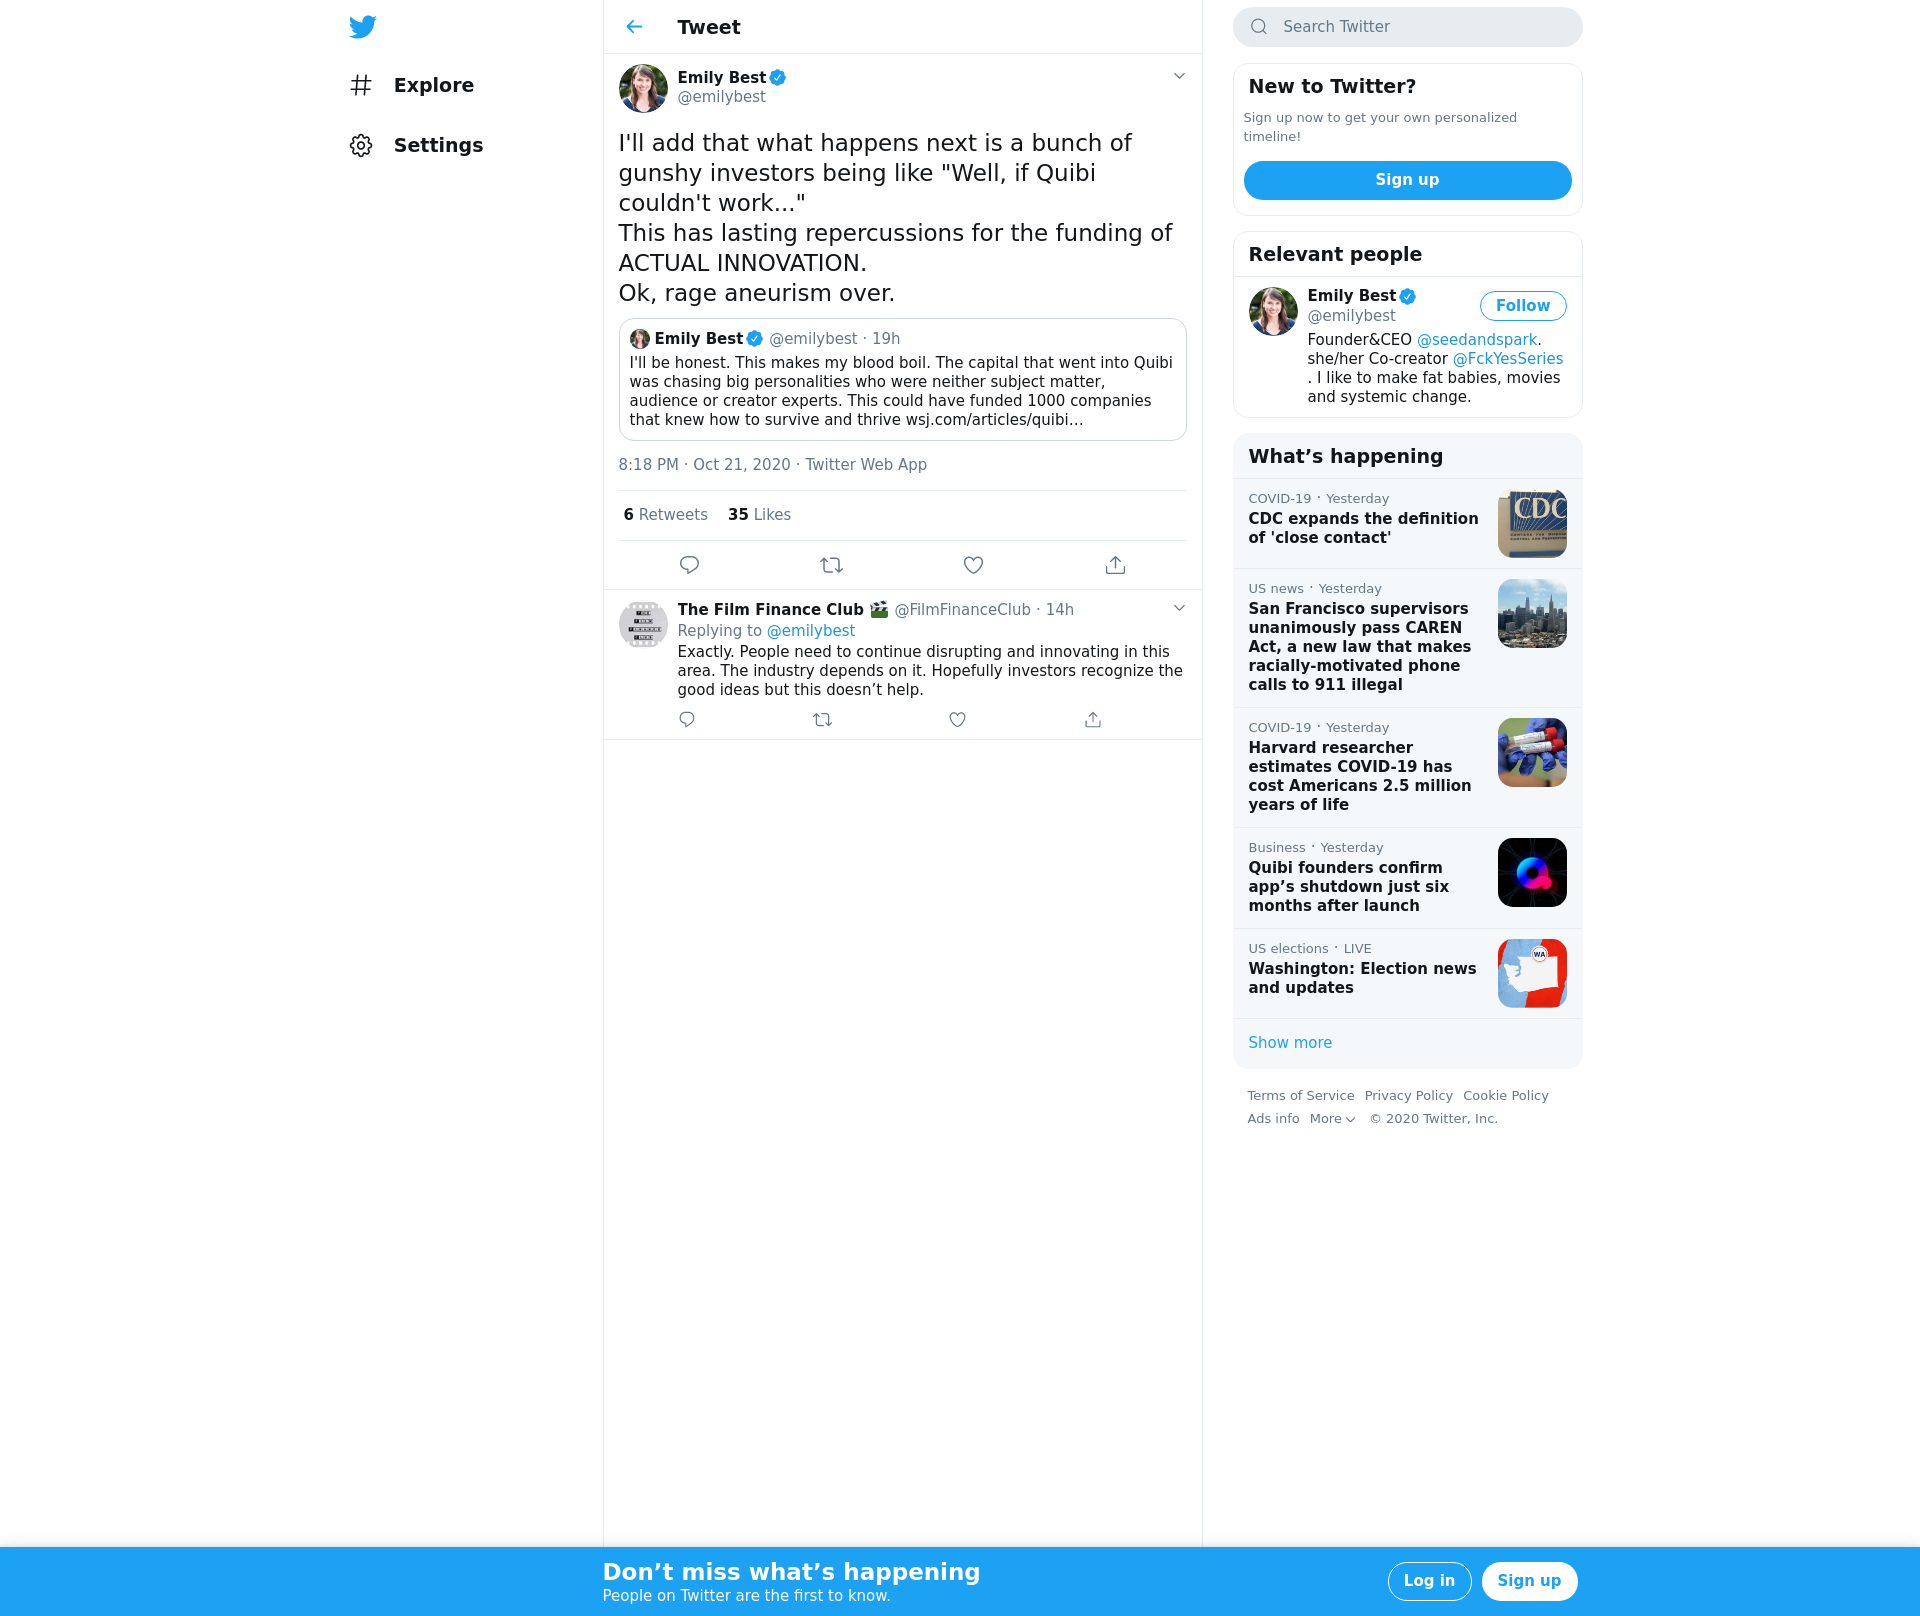 Explore
Settings
Tweet
Emily Best
@emilybest
I'll add that what happens next is a bunch of
gunshy investors being like "Well, if Quibi
couldn't work..."
This has lasting repercussions for the funding of
ACTUAL INNOVATION.
Ok, rage aneurism over.
Emily Best @emilybest · 19h
I'll be honest. This makes my blood boil. The capital that went into Quibi
was chasing big personalities who were neither subject matter,
audience or creator experts. This could have funded 1000 companies
that knew how to survive and thrive wsj.com/articles/quibi…
8:18 PM · Oct 21, 2020 · Twitter Web App
6 Retweets 35 Likes
The Film Finance Club 🎬 @FilmFinanceClub · 14h
Replying to @emilybest
Exactly. People need to continue disrupting and innovating in this
area. The industry depends on it. Hopefully investors recognize the
good ideas but this doesn’t help.
Search Twitter
New to Twitter?
Sign up now to get your own personalized
timeline!
Sign up
Relevant people
Emily Best
@emilybest
Follow
Founder&CEO @seedandspark.
she/her Co-creator @FckYesSeries
. I like to make fat babies, movies
and systemic change.
What’s happening
COVID-19 · Yesterday
CDC expands the definition
of 'close contact'
CDC
US news · Yesterday
San Francisco supervisors
unanimously pass CAREN
Act, a new law that makes
racially-motivated phone
calls to 911 illegal
COVID-19 · Yesterday
Harvard researcher
estimates COVID-19 has
cost Americans 2.5 million
years of life
Business · Yesterday
Quibi founders confirm
app’s shutdown just six
months after launch
US elections · LIVE
Washington: Election news
and updates
WA
Show more
Terms of Service Privacy Policy Cookie Policy
Ads info More © 2020 Twitter, Inc.
Don’t miss what’s happening
People on Twitter are the first to know.
Log in
Sign up